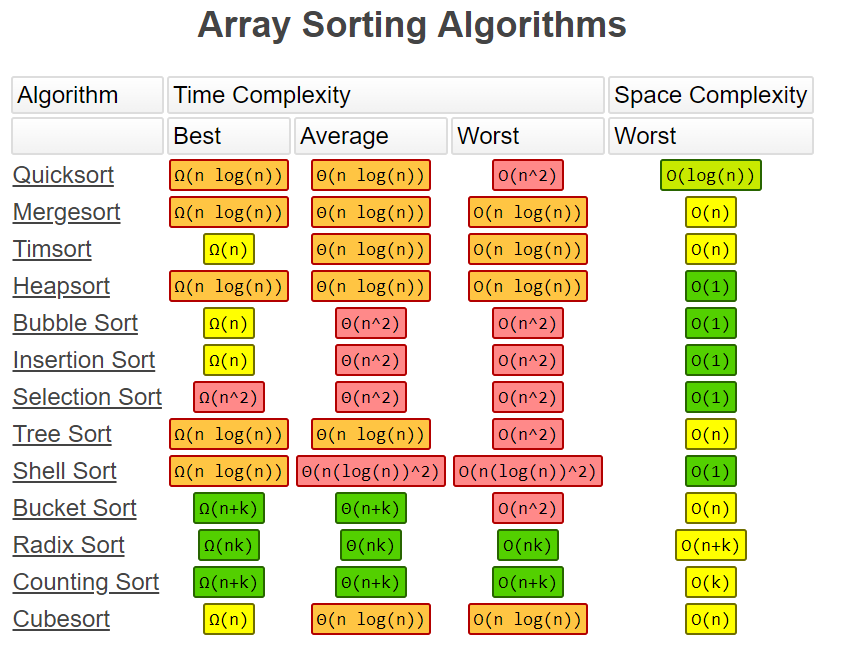 Array Sorting Algorithms
Algorithm Time Complexity Space Complexity
Best Average Worst Worst
Quicksort Ω(n log(n)) Θ(n log(n)) O(n^2) O(log(n))
Mergesort Ω(n log(n)) Θ(n log(n)) O(n log(n)) O(n)
Timsort Ω(n) Θ(n log(n)) O(n log(n)) O(n)
Heapsort Ω(n log(n)) Θ(n log(n)) O(n log(n)) O(1)
Bubble Sort Ω(n) Θ(n^2) O(n^2) O(1)
Insertion Sort Ω(n) Θ(n^2) O(n^2) O(1)
Selection Sort Ω(n^2) Θ(n^2) O(n^2) O(1)
Tree Sort Ω(n log(n)) Θ(n log(n)) O(n^2) O(n)
Shell Sort Ω(n log(n)) Θ(n(log(n))^2) O(n(log(n))^2) O(1)
Bucket Sort Ω(n+k) Θ(n+k) O(n^2) O(n)
Radix Sort Ω(nk) Θ(nk) O(nk) O(n+k)
Counting Sort Ω(n+k) Θ(n+k) O(n+k) O(k)
Cubesort Ω(n) Θ(n log(n)) O(n log(n)) O(n)